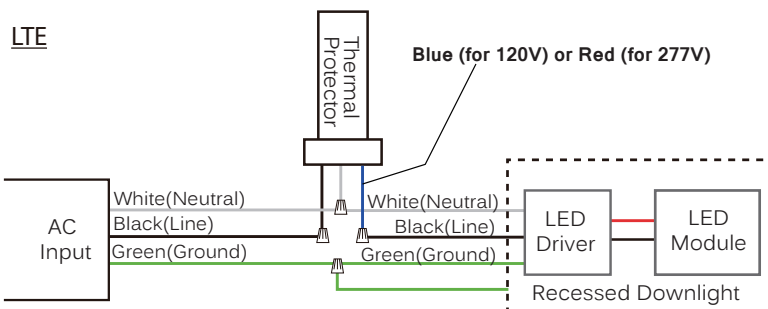 LTE
Thermal
Protector
Blue (for 120V) or Red (for 277V)
AC
Input
White(Neutral)
Black(Line)
Green(Ground)
White(Neutral)
Black(Line)
Green(Ground)
LED
Driver
LED
Module
Recessed Downlight